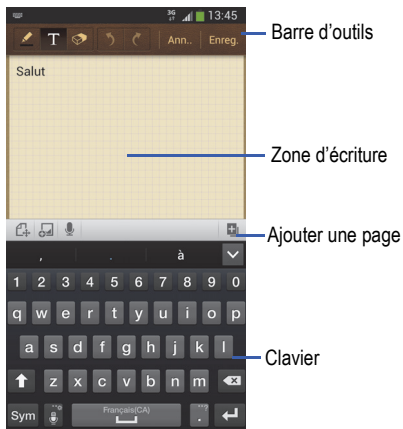 3G 13:45
T Ann.. Enreg.
Barre d'outils
Salut
Zone d'écriture
Ajouter une page
, . à
1 2 3 4 5 6 7 8 9 0
q w e r t y u i o p
a s d f g h j k l
Clavier
z x c v b n m
Sym Français(CA) .